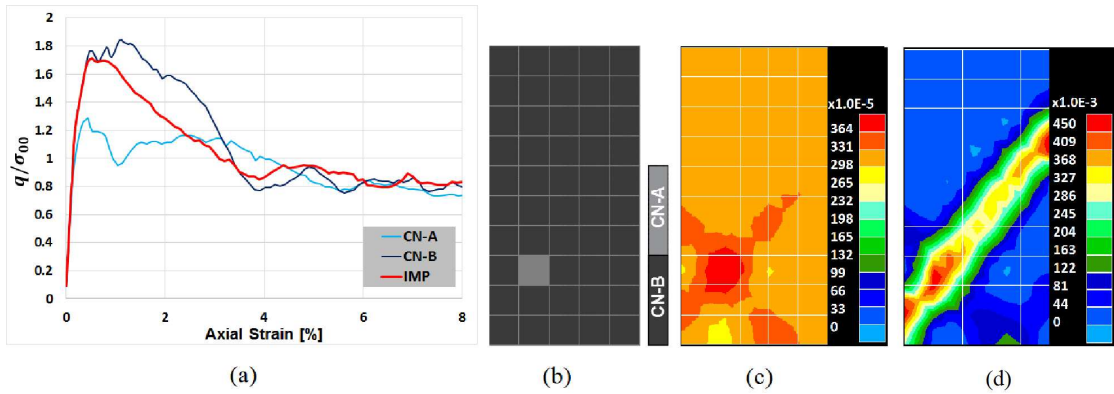 2
1.8
1.6
1.4
1.2
1
0.8
0.6
0.4
0.2
0
q/σ00
0 2 4 6 8
Axial Strain [%]
CN-A
CN-B
IMP
(a)
CN-A
CN-B
(b)
x1.0E-5
364
331
298
265
232
198
165
132
99
66
33
0
(c)
x1.0E-3
450
409
368
327
286
245
204
163
122
81
44
0
(d)